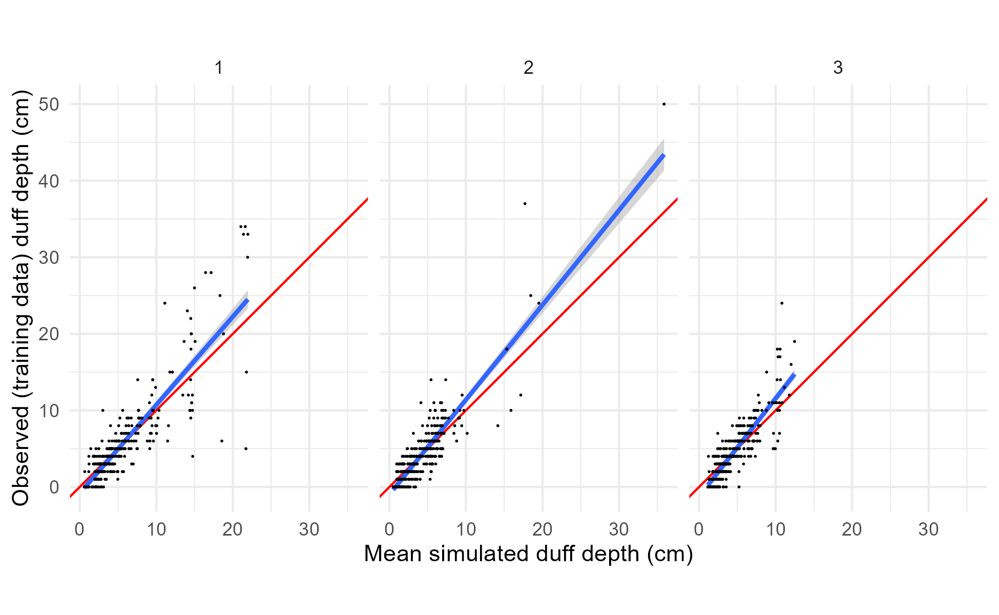 1 2 3
Observed (training data) duff depth (cm)
50
40
30
20
10
0
0 10 20 30 0 10 20 30 0 10 20 30
Mean simulated duff depth (cm)